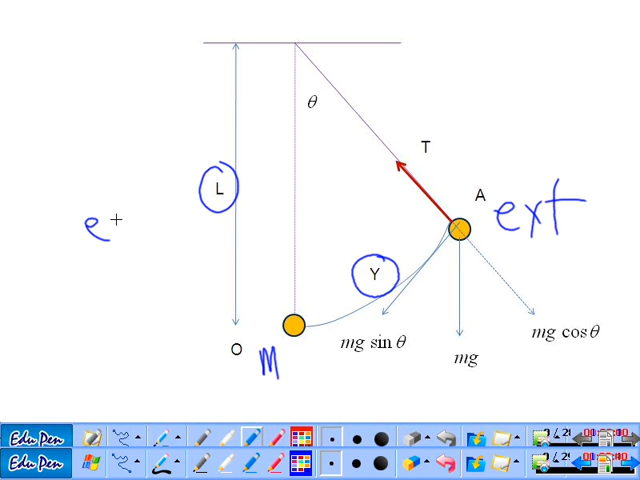 θ
T
L
A
ext
e
Y
mg sin θ
mg cos θ
mg
O
M
Edu Pen
Edu Pen